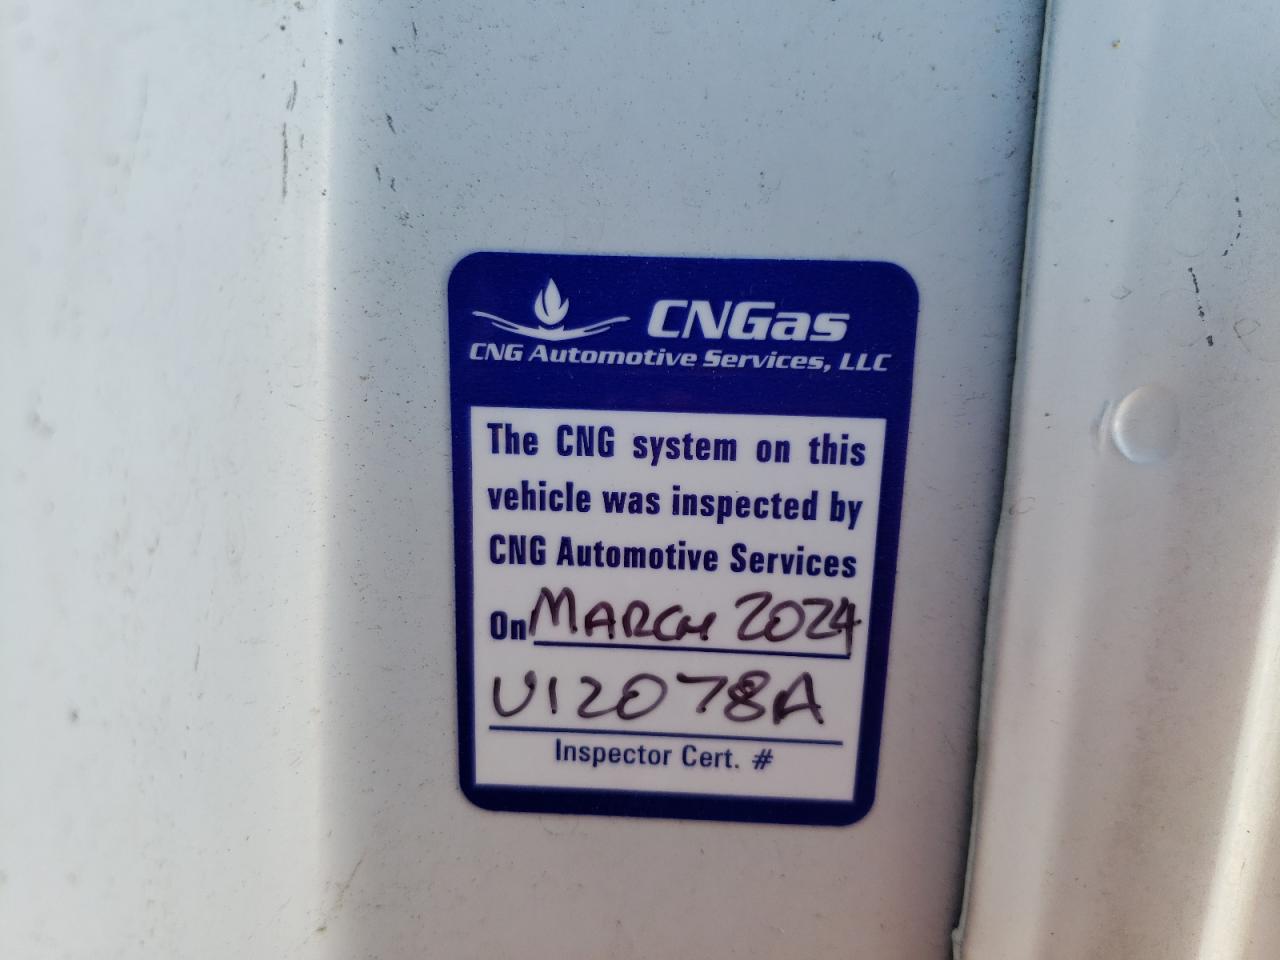 CNGas
CNG Automotive Services, LLC
The CNG system on this
vehicle was inspected by
CNG Automotive Services
On MARCH 2024
U12078A
Inspector Cert. #